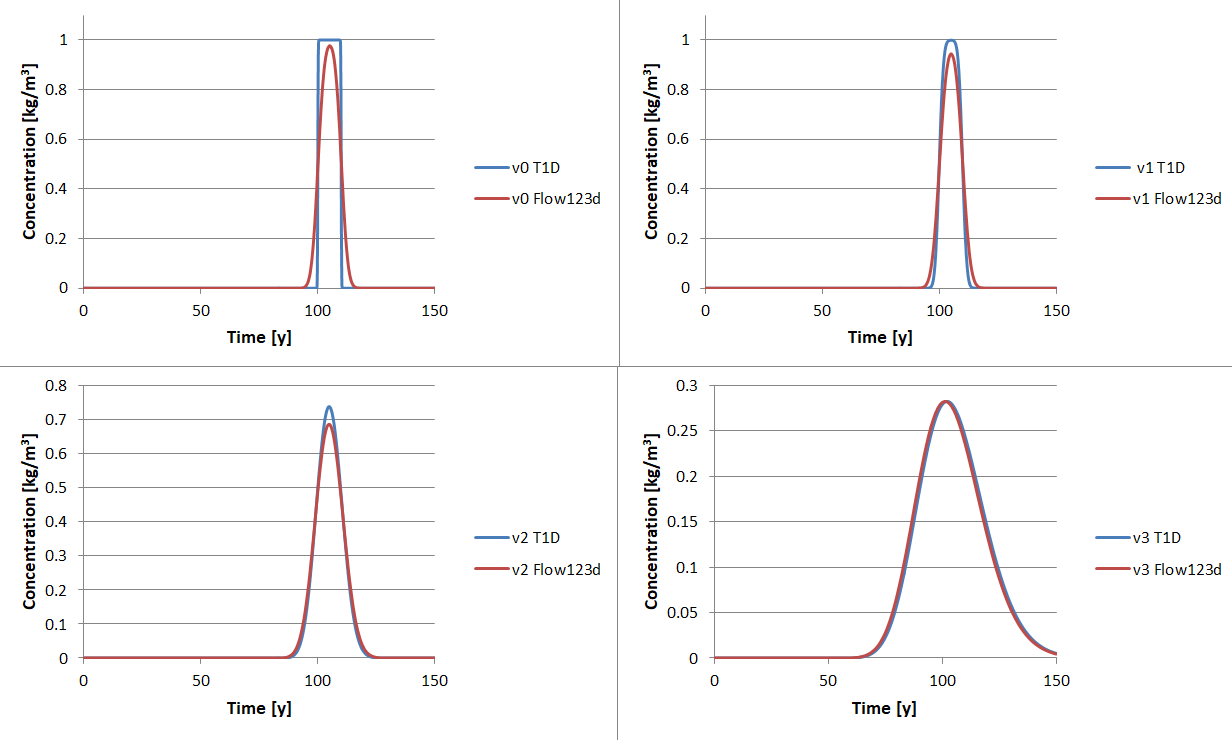 1
0.8
0.6
0.4
0.2
0
0 50 100 150
Concentration [kg/m³]
Time [y]
v0 T1D
v0 Flow123d
1
0.8
0.6
0.4
0.2
0
0 50 100 150
Concentration [kg/m³]
Time [y]
v1 T1D
v1 Flow123d
0.8
0.7
0.6
0.5
0.4
0.3
0.2
0.1
0
0 50 100 150
Concentration [kg/m³]
Time [y]
v2 T1D
v2 Flow123d
0.3
0.25
0.2
0.15
0.1
0.05
0
0 50 100 150
Concentration [kg/m³]
Time [y]
v3 T1D
v3 Flow123d